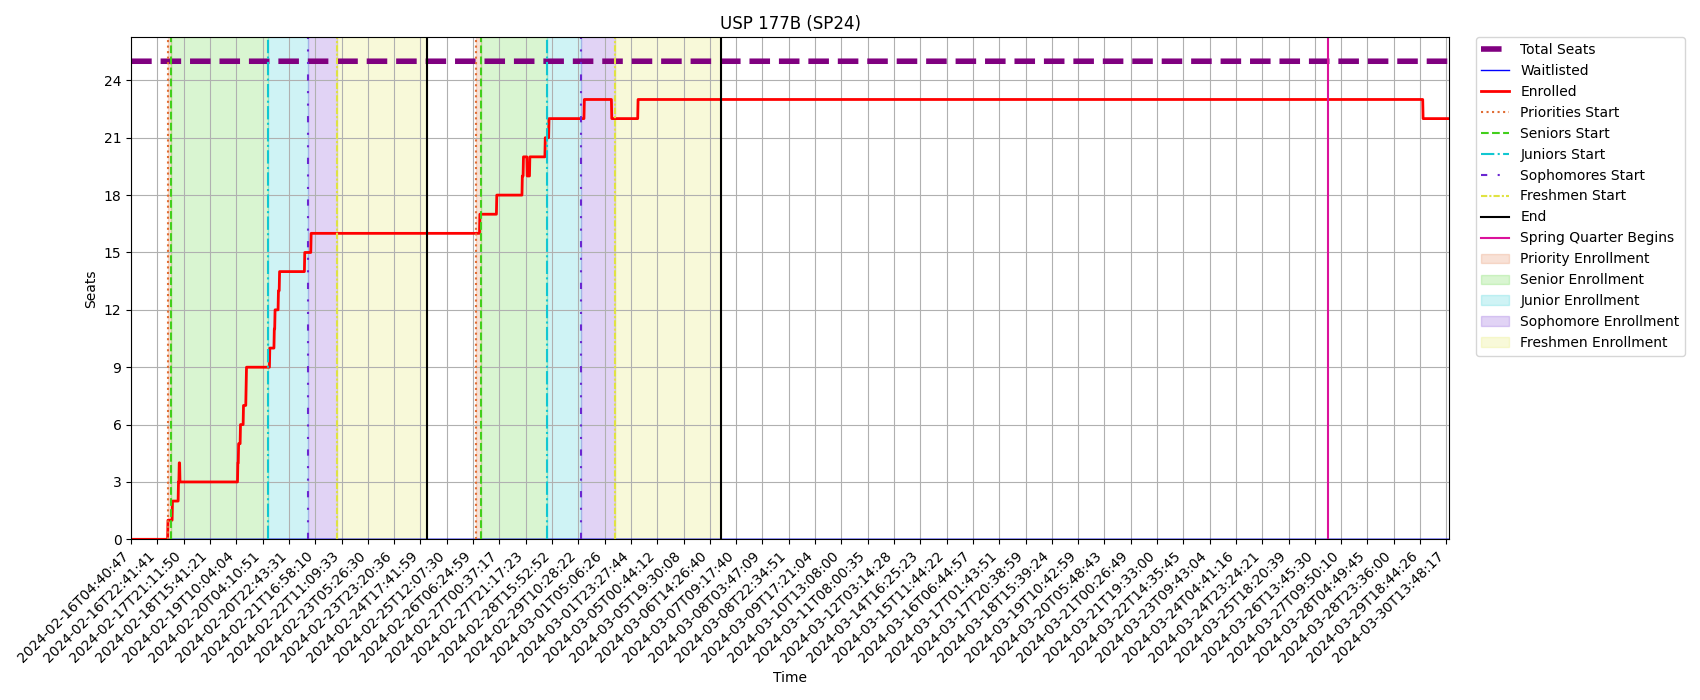 USP 177B (SP24)
Total Seats
Waitlisted
Enrolled
Priorities Start
Seniors Start
Juniors Start
Sophomores Start
Freshmen Start
End
Spring Quarter Begins
Priority Enrollment
Senior Enrollment
Junior Enrollment
Sophomore Enrollment
Freshmen Enrollment
Seats
24
21
18
15
12
9
6
3
0
2024-02-16T04:40:47
2024-02-16T22:41:41
2024-02-17T21:11:50
2024-02-18T15:41:21
2024-02-19T10:04:04
2024-02-20T04:10:51
2024-02-20T22:43:31
2024-02-21T16:58:10
2024-02-22T11:09:33
2024-02-23T05:26:30
2024-02-23T23:20:36
2024-02-24T17:41:59
2024-02-25T12:07:30
2024-02-26T06:24:59
2024-02-27T00:37:17
2024-02-27T21:17:23
2024-02-28T15:52:52
2024-02-29T10:28:22
2024-03-01T05:06:26
2024-03-01T23:27:44
2024-03-05T00:44:12
2024-03-05T19:30:08
2024-03-06T14:26:40
2024-03-07T09:17:40
2024-03-08T03:47:09
2024-03-08T22:34:51
2024-03-09T17:21:04
2024-03-10T13:08:00
2024-03-11T08:00:35
2024-03-12T03:14:28
2024-03-14T16:25:23
2024-03-15T11:44:22
2024-03-16T06:44:57
2024-03-17T01:43:51
2024-03-17T20:38:59
2024-03-18T15:39:24
2024-03-19T10:42:59
2024-03-20T05:48:43
2024-03-21T00:26:49
2024-03-21T19:33:00
2024-03-22T14:35:45
2024-03-23T09:43:04
2024-03-24T04:41:16
2024-03-24T23:24:21
2024-03-25T18:20:39
2024-03-26T13:45:30
2024-03-27T09:50:10
2024-03-28T04:49:45
2024-03-28T23:36:00
2024-03-29T18:44:26
2024-03-30T13:48:17
Time